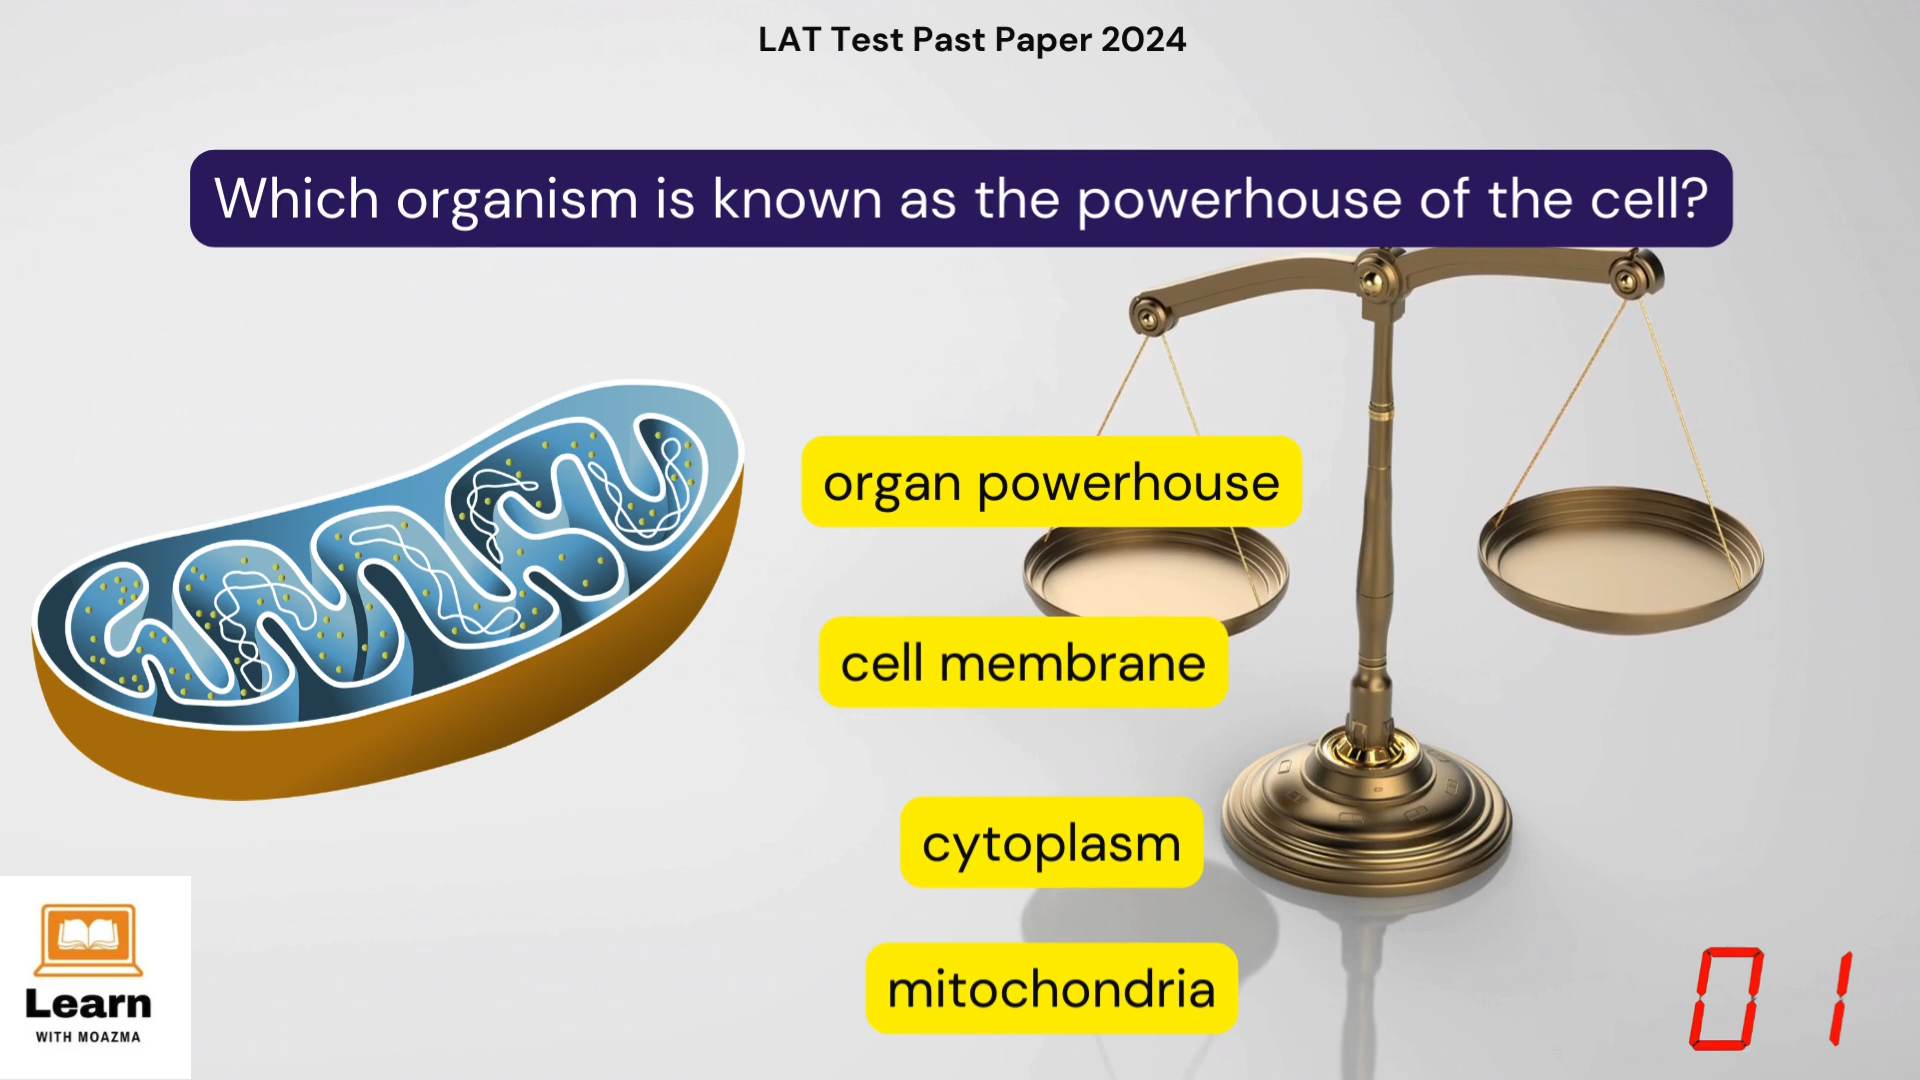 LAT Test Past Paper 2024
Which organism is known as the powerhouse of the cell?
organ powerhouse
cell membrane
cytoplasm
mitochondria
Learn
WITH MOAZMA
01